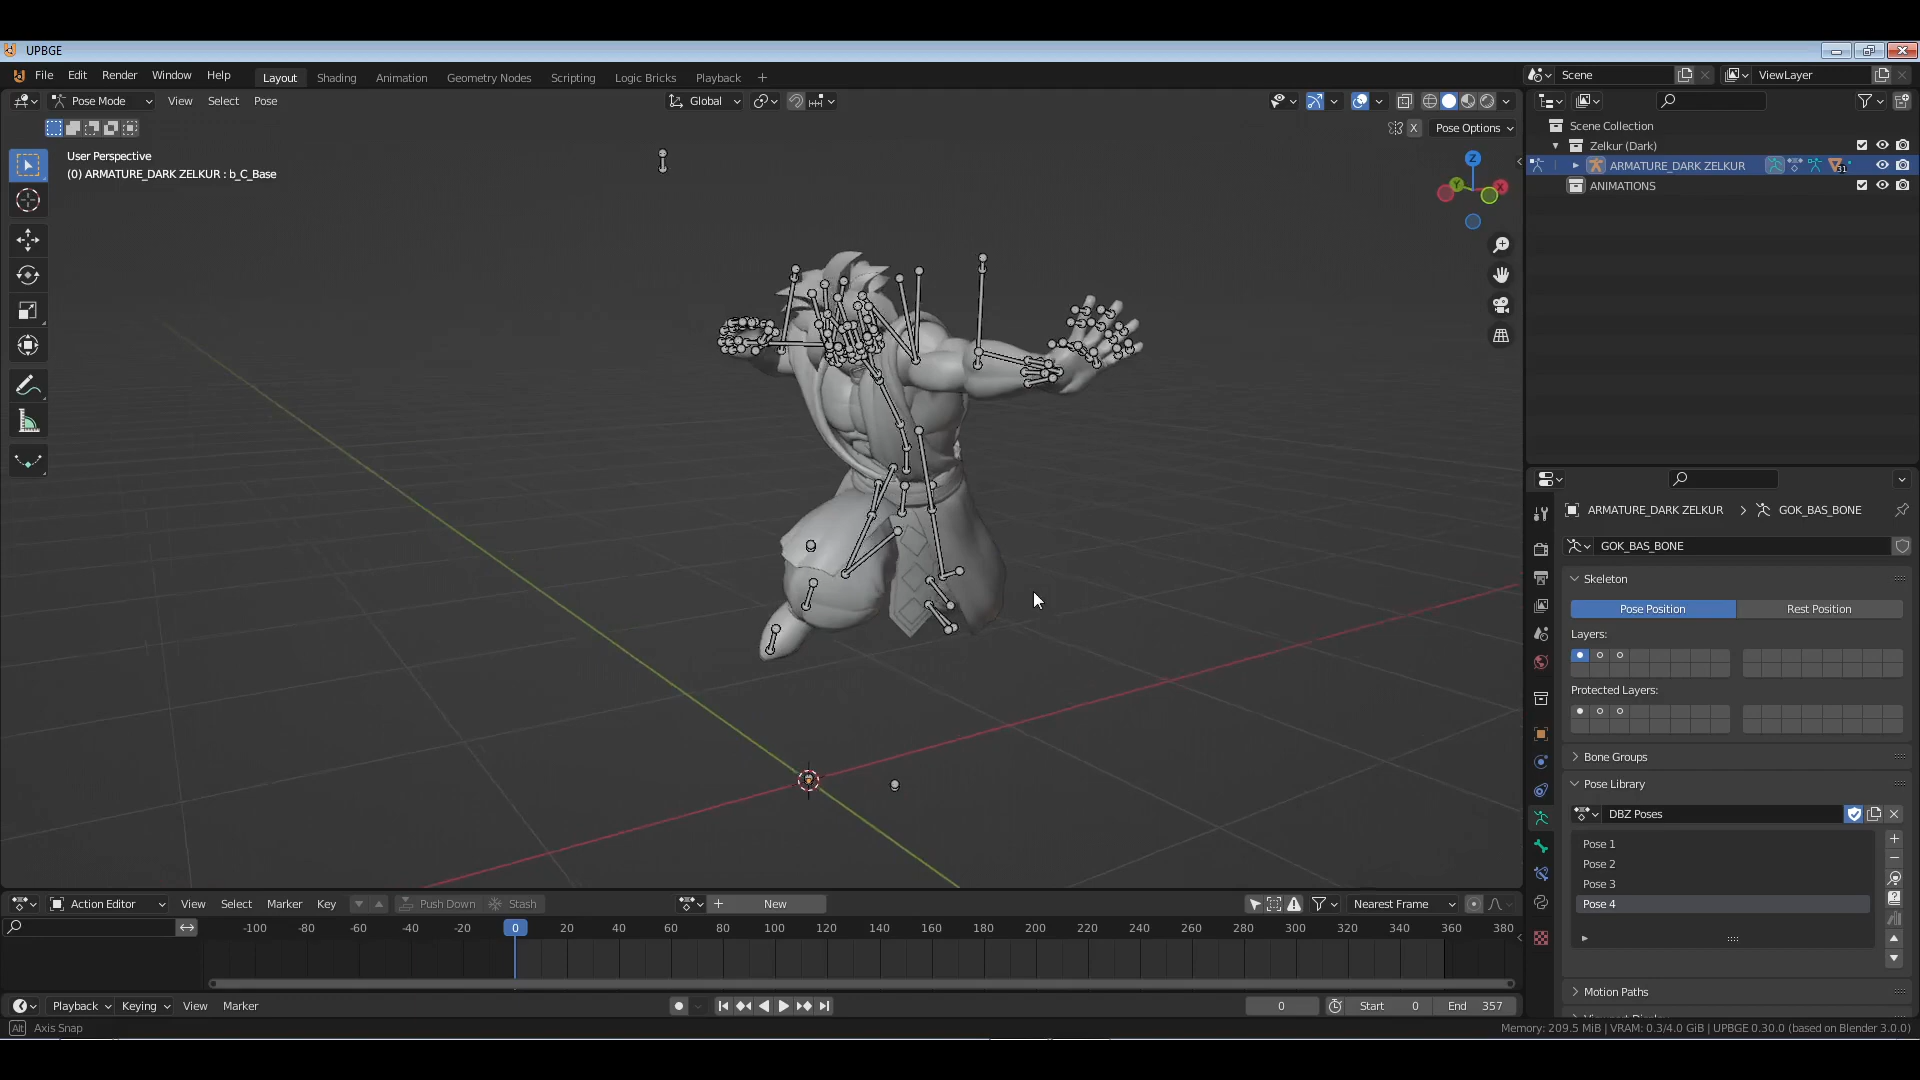 UPBGE
File Edit Render Window Help Layout Shading Animation Geometry Nodes Scripting Logic Bricks Playback + Scene ViewLayer
Pose Mode View Select Pose Global
X Pose Options
User Perspective
(0) ARMATURE_DARK ZELKUR : b_C_Base
Z
Y X
Scene Collection
Zelkur (Dark)
ARMATURE_DARK ZELKUR 31
ANIMATIONS
ARMATURE_DARK ZELKUR > GOK_BAS_BONE
GOK_BAS_BONE
Skeleton
Pose Position Rest Position
Layers:
Protected Layers:
Bone Groups
Pose Library
DBZ Poses
Pose 1
Pose 2
Pose 3
Pose 4
Motion Paths
Action Editor View Select Marker Key Push Down Stash + New Nearest Frame
-100 -80 -60 -40 -20 0 20 40 60 80 100 120 140 160 180 200 220 240 260 280 300 320 340 360 380
Playback Keying View Marker 0 Start 0 End 357
Alt Axis Snap
Memory: 209.5 MiB | VRAM: 0.3/4.0 GiB | UPBGE 0.30.0 (based on Blender 3.0.0)